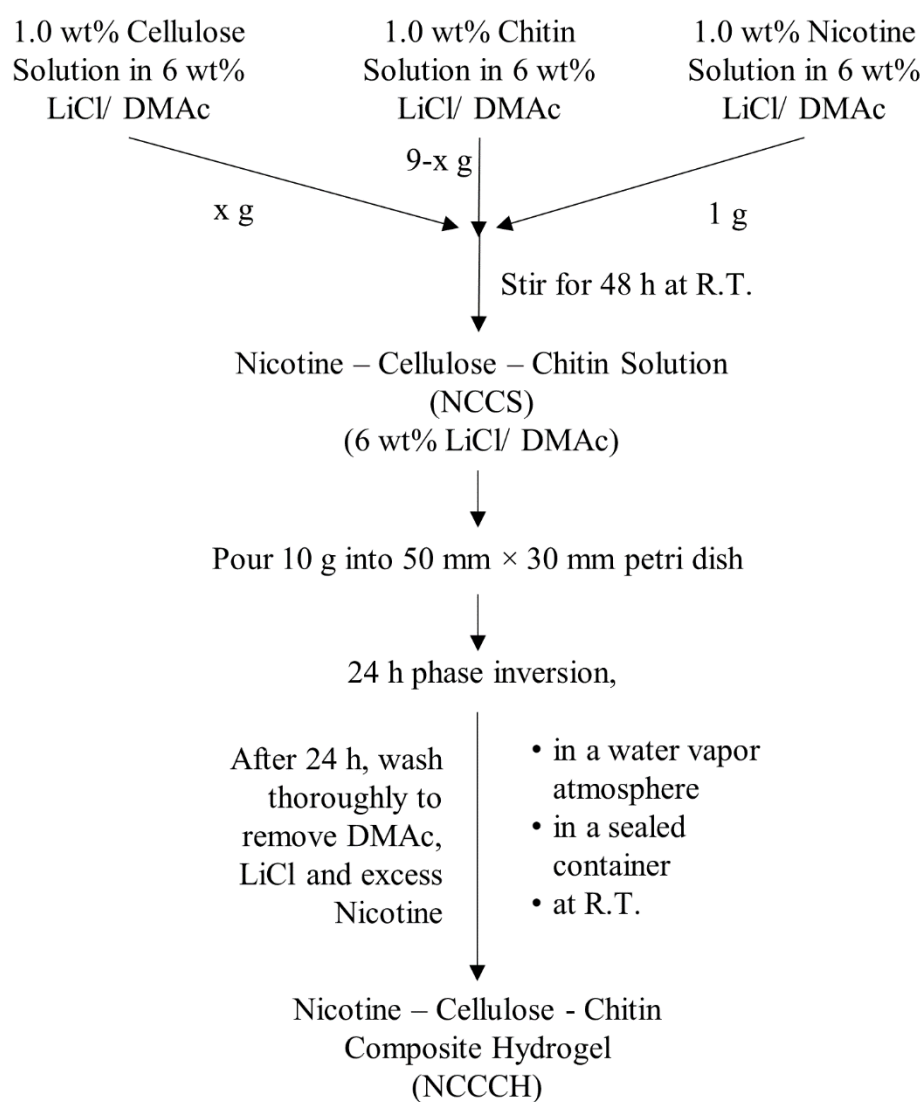 1.0 wt% Cellulose
Solution in 6 wt%
LiCl/ DMAc
1.0 wt% Chitin
Solution in 6 wt%
LiCl/ DMAc
1.0 wt% Nicotine
Solution in 6 wt%
LiCl/ DMAc
x g
9-x g
1 g
Stir for 48 h at R.T.
Nicotine – Cellulose – Chitin Solution
(NCCS)
(6 wt% LiCl/ DMAc)
Pour 10 g into 50 mm × 30 mm petri dish
24 h phase inversion,
After 24 h, wash
thoroughly to
remove DMAc,
LiCl and excess
Nicotine
• in a water vapor
atmosphere
• in a sealed
container
• at R.T.
Nicotine – Cellulose - Chitin
Composite Hydrogel
(NCCCH)